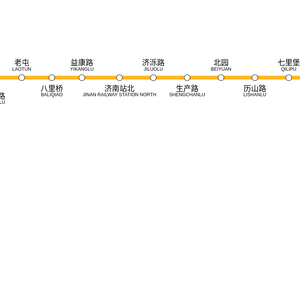 老屯
LAOTUN
益康路
YIKANGLU
济泺路
JILUOLU
北园
BEIYUAN
七里堡
QILIPU
路
LU
八里桥
BALIQIAO
济南站北
JINAN RAILWAY STATION NORTH
生产路
SHENGCHANLU
历山路
LISHANLU